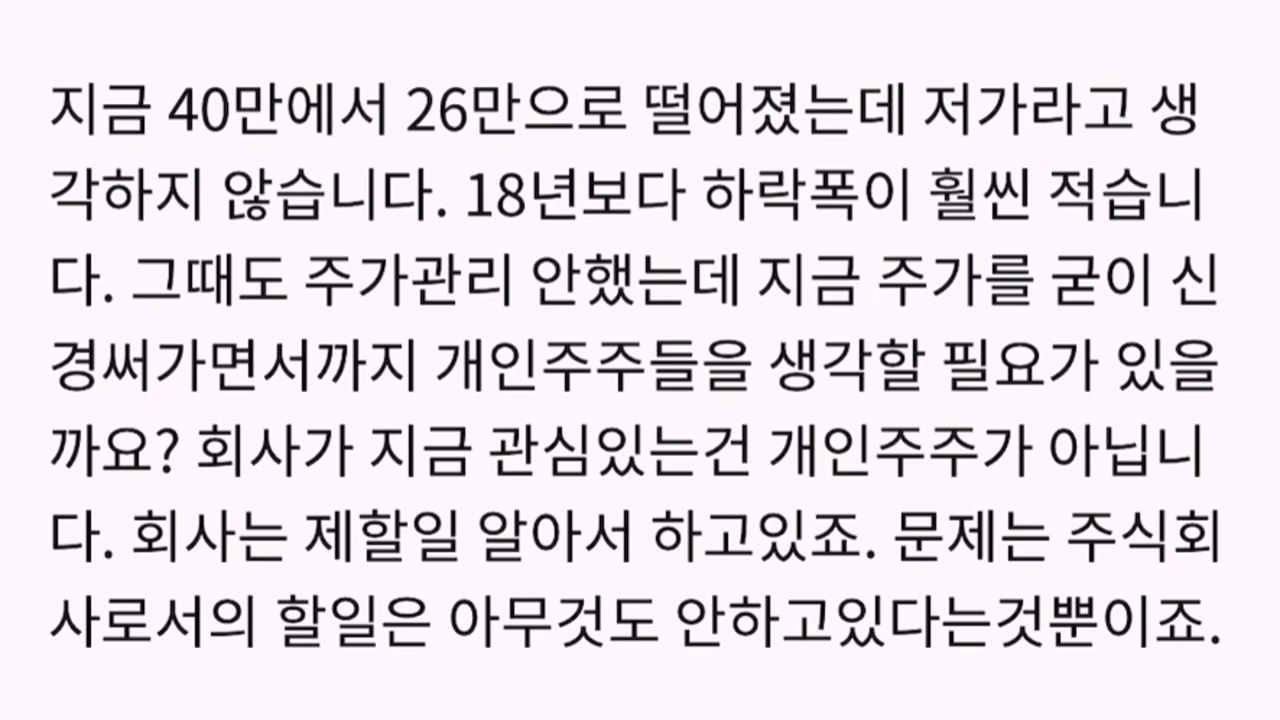 지금 40만에서 26만으로 떨어졌는데 저가라고 생
각하지 않습니다. 18년보다 하락폭이 훨씬 적습니
다. 그때도 주가관리 안했는데 지금 주가를 굳이 신
경써가면서까지 개인주주들을 생각할 필요가 있을
까요? 회사가 지금 관심있는건 개인주주가 아닙니
다. 회사는 제할일 알아서 하고있죠. 문제는 주식회
사로서의 할일은 아무것도 안하고있다는것뿐이죠.